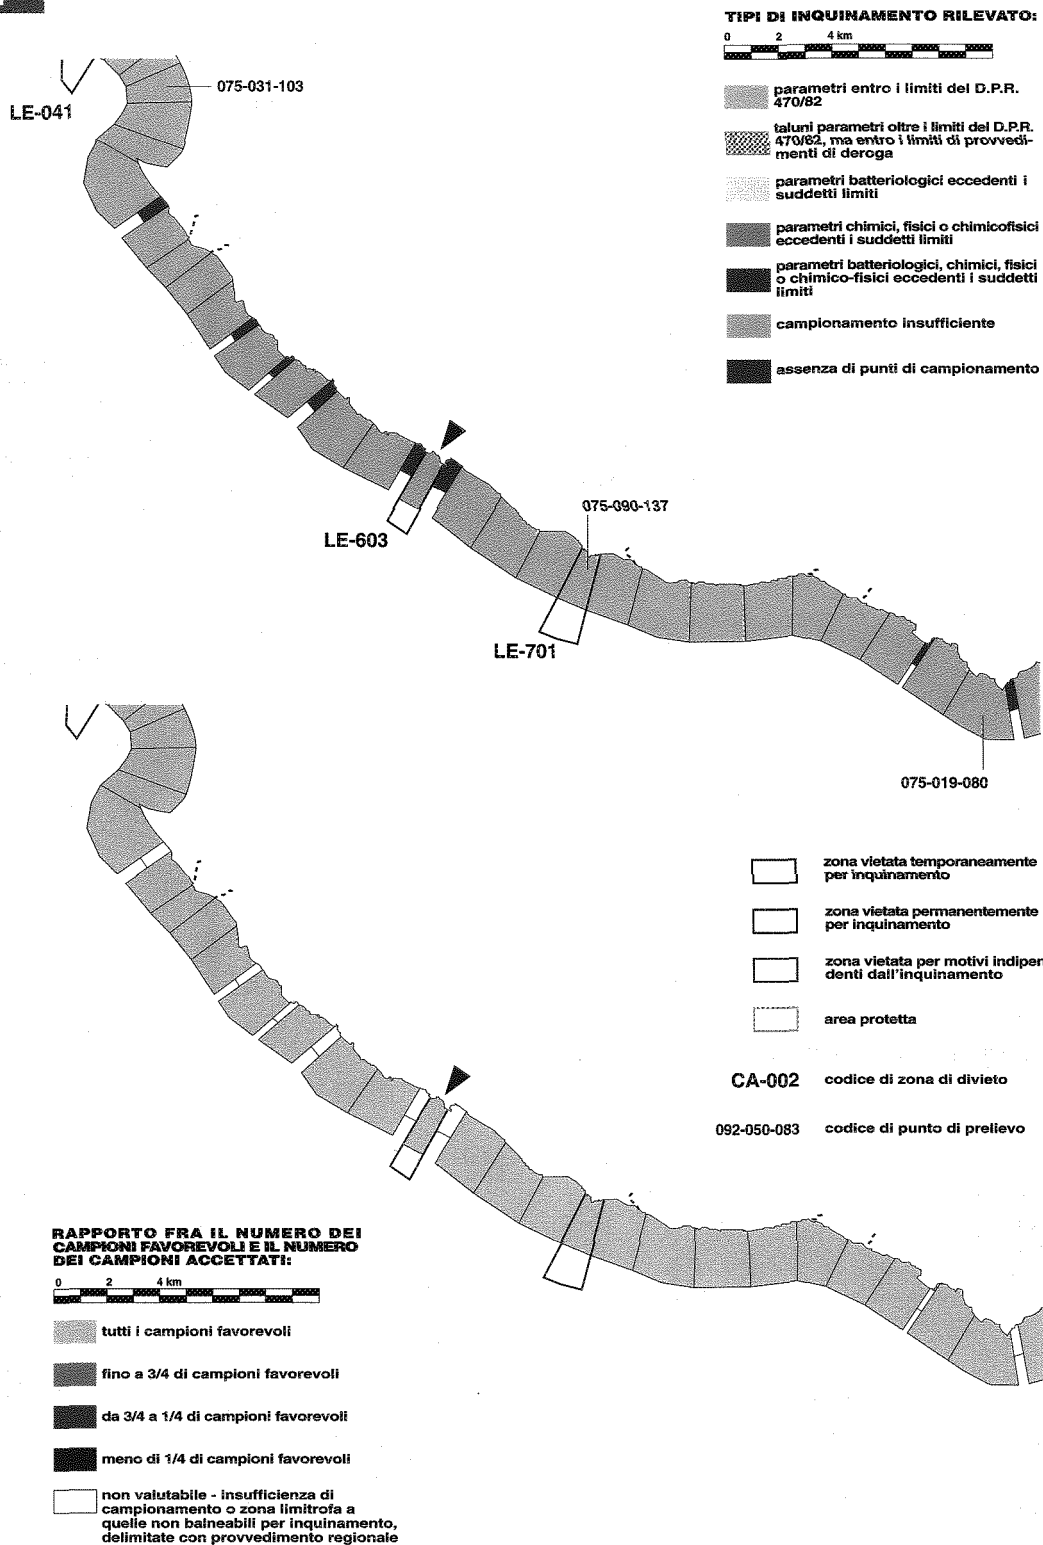 TIPI DI INQUINAMENTO RILEVATO:
0 2 4 km
parametri entro i limiti del D.P.R.
470/82
taluni parametri oltre i limiti del D.P.R.
470/82, ma entro i limiti di provvedi-
menti di deroga
parametri batteriologici eccedenti i
suddetti limiti
parametri chimici, fisici o chimicofisici
eccedenti i suddetti limiti
parametri batteriologici, chimici, fisici
o chimico-fisici eccedenti i suddetti
limiti
campionamento insufficiente
assenza di punti di campionamento
LE-041
075-031-103
LE-603
075-090-137
LE-701
075-019-080
zona vietata temporaneamente
per inquinamento
zona vietata permanentemente
per inquinamento
zona vietata per motivi indipen
denti dall'inquinamento
area protetta
CA-002 codice di zona di divieto
092-050-083 codice di punto di prelievo
RAPPORTO FRA IL NUMERO DEI
CAMPIONI FAVOREVOLI E IL NUMERO
DEI CAMPIONI ACCETTATI:
0 2 4 km
tutti i campioni favorevoli
fino a 3/4 di campioni favorevoli
da 3/4 a 1/4 di campioni favorevoli
meno di 1/4 di campioni favorevoli
non valutabile - insufficienza di
campionamento o zona limitrofa a
quelle non balneabili per inquinamento,
delimitate con provvedimento regionale